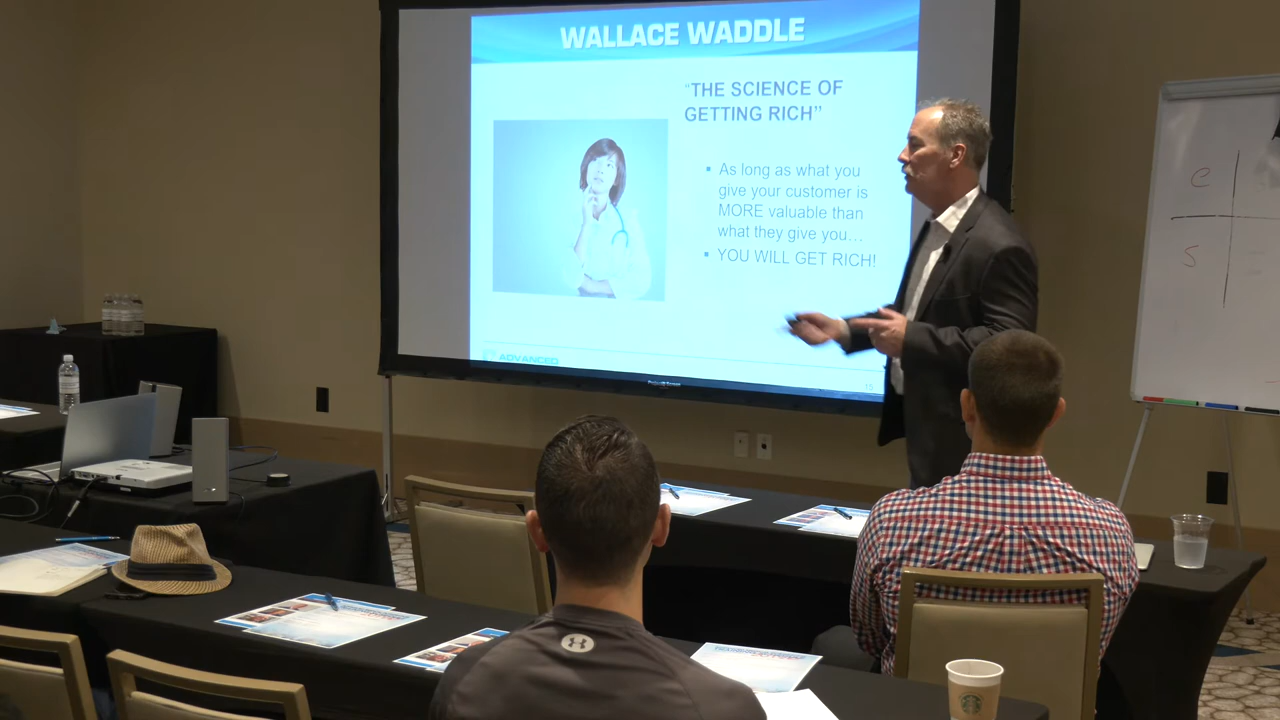 WALLACE WADDLE
“THE SCIENCE OF
GETTING RICH”
▪ As long as what you
give your customer is
MORE valuable than
what they give you…
▪ YOU WILL GET RICH!
ADVANCED
15
e
s